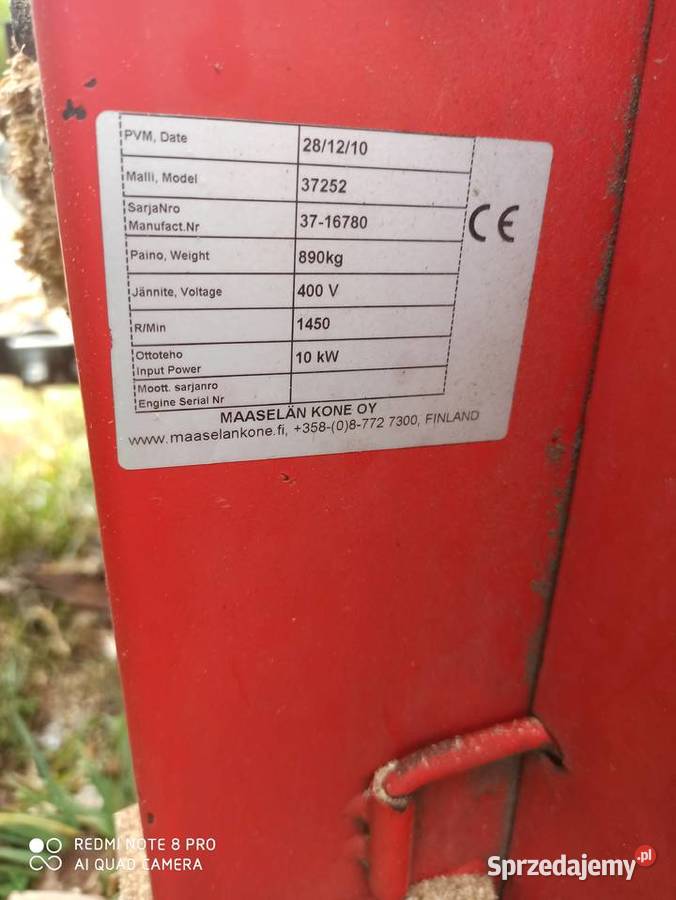 PVM, Date 28/12/10
Malli, Model 37252
SarjaNro
Manufact.Nr 37-16780
Paino, Weight 890kg
Jännite, Voltage 400 V
R/Min 1450
Ottoteho
Input Power 10 kW
Moott. sarjanro
Engine Serial Nr
CE
MAASELÄN KONE OY
www.maaselankone.fi, +358-(0)8-772 7300, FINLAND
REDMI NOTE 8 PRO
AI QUAD CAMERA
Sprzedajemy.pl